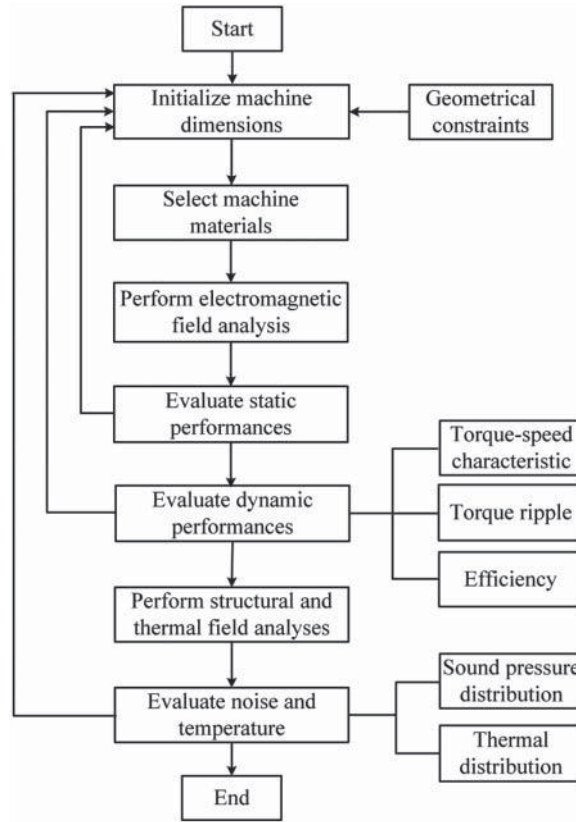 Start
Initialize machine
dimensions
Geometrical
constraints
Select machine
materials
Perform electromagnetic
field analysis
Evaluate static
performances
Torque-speed
characteristic
Evaluate dynamic
performances
Torque ripple
Efficiency
Perform structural and
thermal field analyses
Sound pressure
distribution
Evaluate noise and
temperature
Thermal
distribution
End